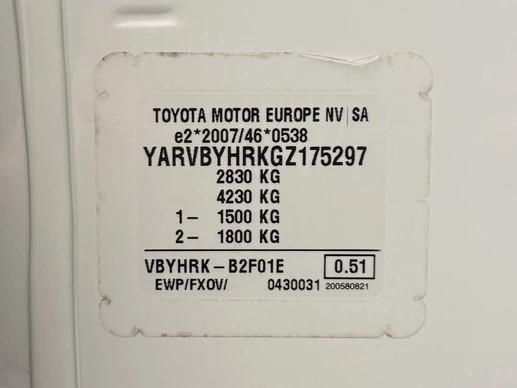 TOYOTA MOTOR EUROPE NV|SA
e2*2007/46*0538
YARVBYHRKGZ175297
2830 KG
4230 KG
1- 1500 KG
2- 1800 KG
VBYHRK-B2F01E 0.51
EWP/FXOV/ 0430031 200580821